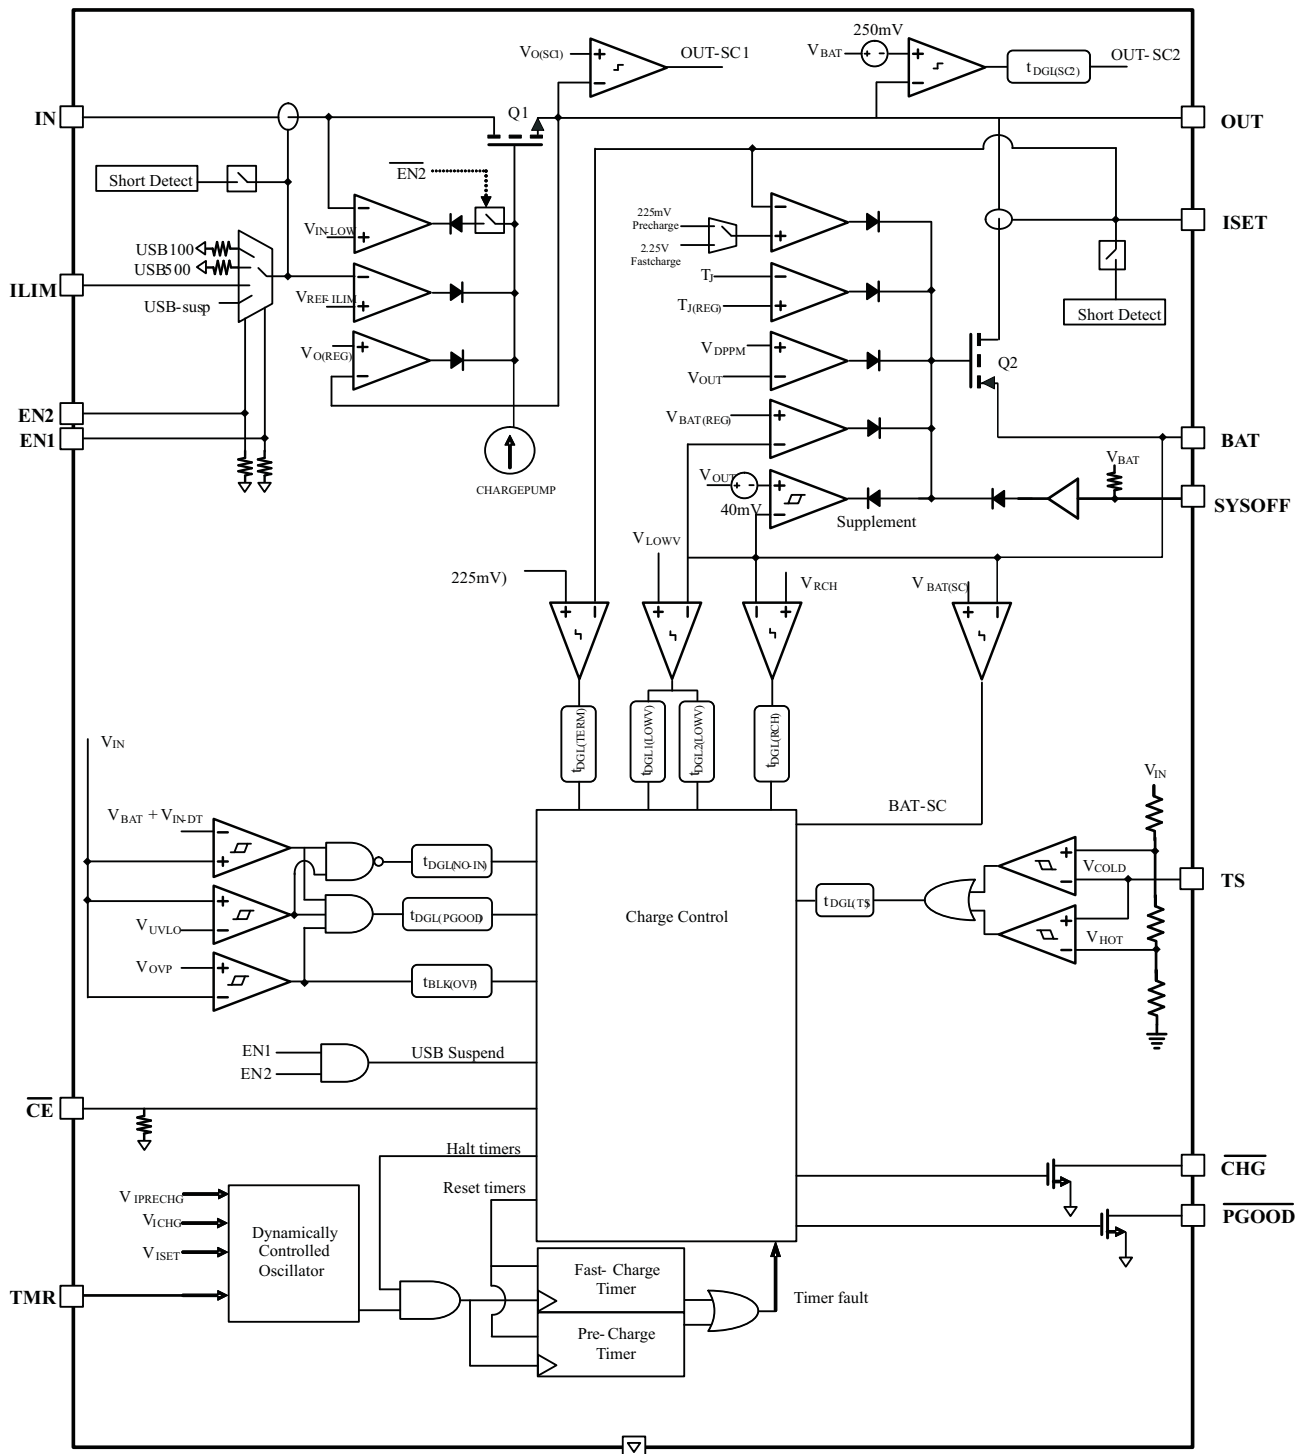 250mV
VO(SC1)
OUT-SC1
VBAT
tDGL(SC2)
OUT-SC2
IN
Q1
OUT
Short Detect
EN2
225mV
Precharge
VIN-LOW
ISET
USB100
USB500
2.25V
Fastcharge
TJ
ILIM
USB-susp
VREF-ILIM
TJ(REG)
Short Detect
VO(REG)
VDPPM
VOUT
Q2
EN2
EN1
VBAT(REG)
BAT
VBAT
VOUT
CHARGEPUMP
40mV
Supplement
SYSOFF
VLOWV
225mV)
VRCH
VBAT(SC)
tDGL(TERM)
tDGL1(LOWV)
tDGL2(LOWV)
tDGL(RCH)
VIN
VIN
BAT-SC
VBAT + VIN-DT
tDGL(NO-IN)
VCOLD
TS
tDGL(PGOOD)
Charge Control
tDGL(TS)
VUVLO
VHOT
VOVP
tBLK(OVP)
EN1
USB Suspend
EN2
CE
Halt timers
CHG
Reset timers
VIPRECHG
VICHG
VISET
Dynamically
Controlled
Oscillator
PGOOD
Fast- Charge
Timer
TMR
Timer fault
Pre- Charge
Timer